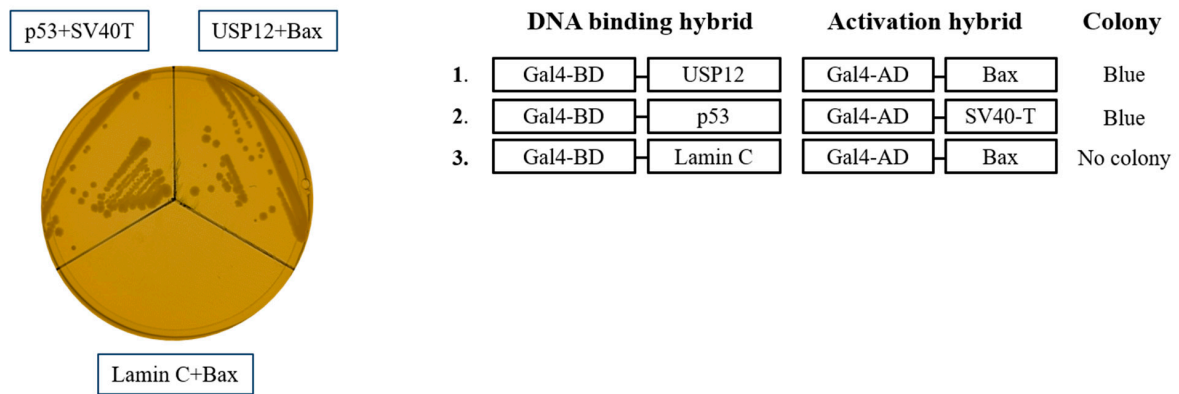 p53+SV40T USP12+Bax
Lamin C+Bax
DNA binding hybrid Activation hybrid Colony
1. Gal4-BD USP12 Gal4-AD Bax Blue
2. Gal4-BD p53 Gal4-AD SV40-T Blue
3. Gal4-BD Lamin C Gal4-AD Bax No colony